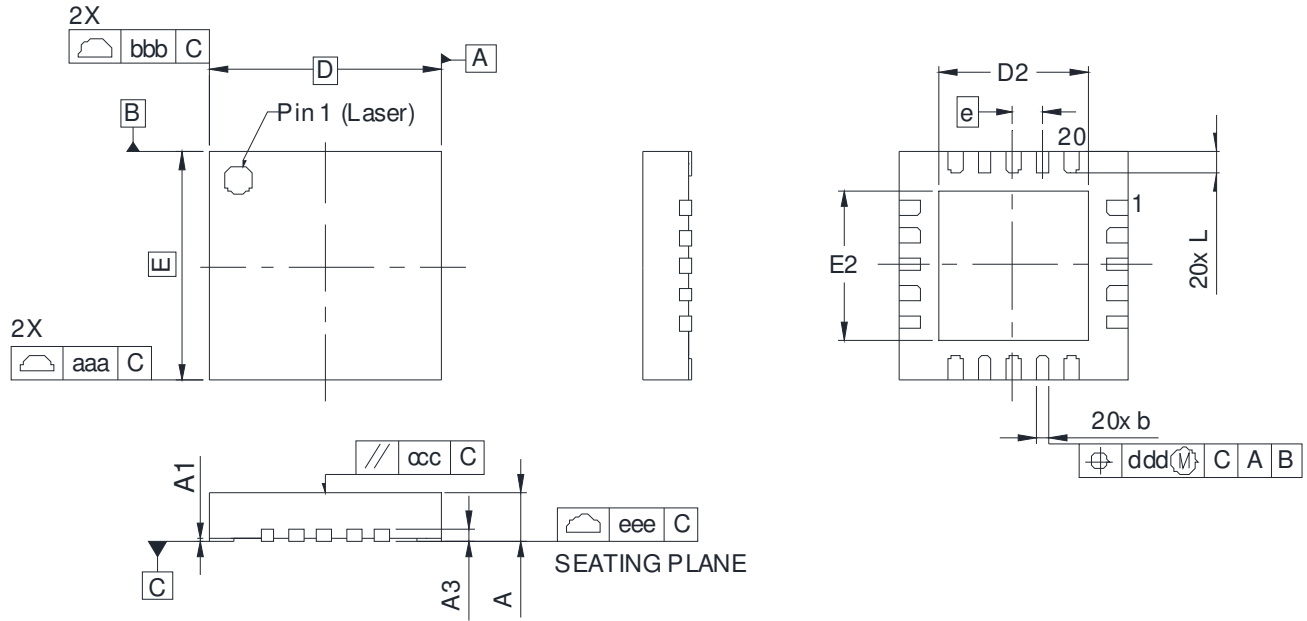 2X
bbb C
D
A
B
Pin 1 (Laser)
E
2X
aaa C
D2
e
20
1
E2
20x L
20x b
ddd M C A B
// ccc C
A1
eee C
SEATING PLANE
A3
A
C